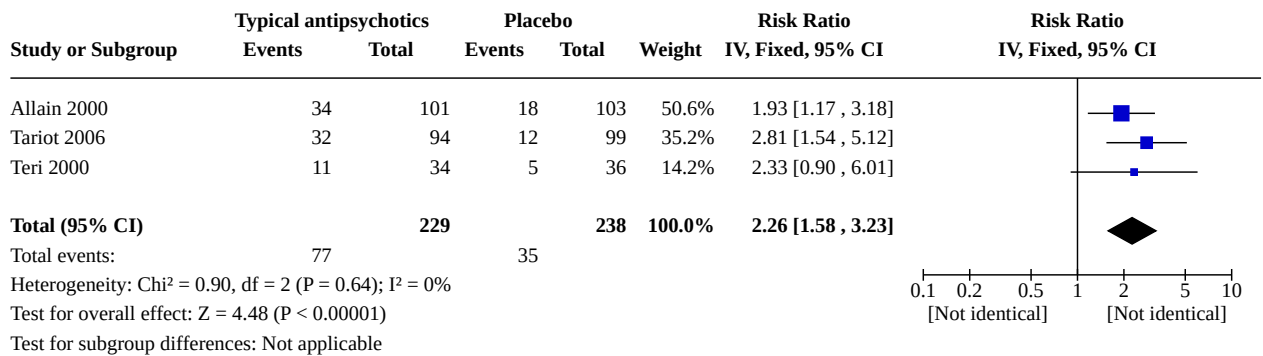 Typical antipsychotics Placebo Risk Ratio Risk Ratio
Study or Subgroup Events Total Events Total Weight IV, Fixed, 95% CI IV, Fixed, 95% CI
Allain 2000 34 101 18 103 50.6% 1.93 [1.17 , 3.18]
Tariot 2006 32 94 12 99 35.2% 2.81 [1.54 , 5.12]
Teri 2000 11 34 5 36 14.2% 2.33 [0.90 , 6.01]
Total (95% CI) 229 238 100.0% 2.26 [1.58 , 3.23]
Total events: 77 35
Heterogeneity: Chi² = 0.90, df = 2 (P = 0.64); I² = 0%
0.1 0.2 0.5 1 2 5 10
Test for overall effect: Z = 4.48 (P < 0.00001) [Not identical] [Not identical]
Test for subgroup differences: Not applicable